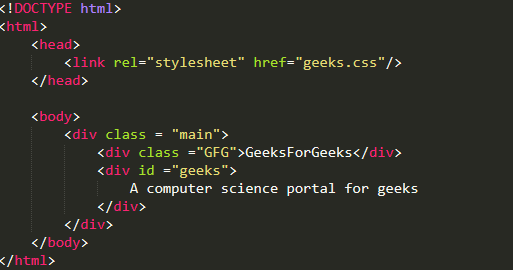 <!DOCTYPE html>
<html>
    <head>
        <link rel="stylesheet" href="geeks.css"/>
    </head>

    <body>
        <div class = "main">
            <div class ="GFG">GeeksForGeeks</div>
            <div id ="geeks">
                A computer science portal for geeks
            </div>
        </div>
    </body>
</html>